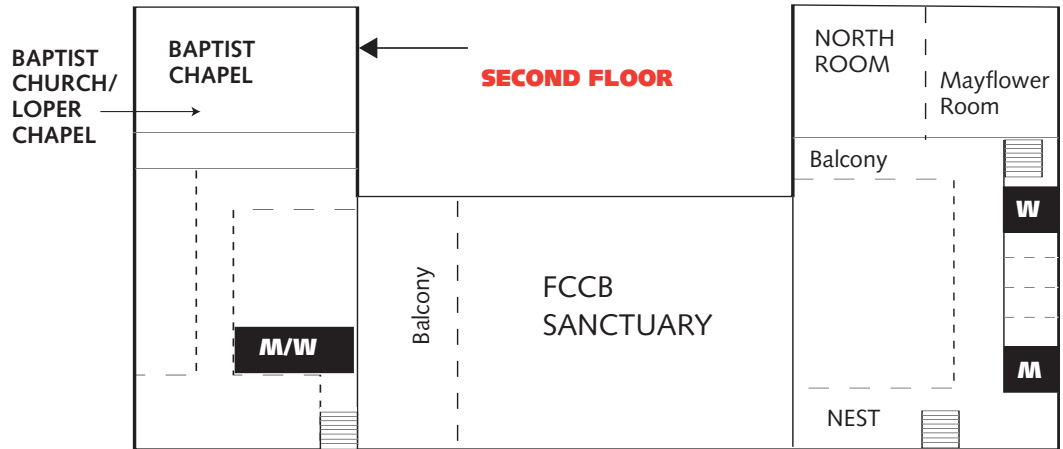 BAPTIST
CHURCH/
LOPER
CHAPEL
BAPTIST
CHAPEL
SECOND FLOOR
NORTH
ROOM
Mayflower
Room
Balcony
W
Balcony
FCCB
SANCTUARY
M/W
M
NEST